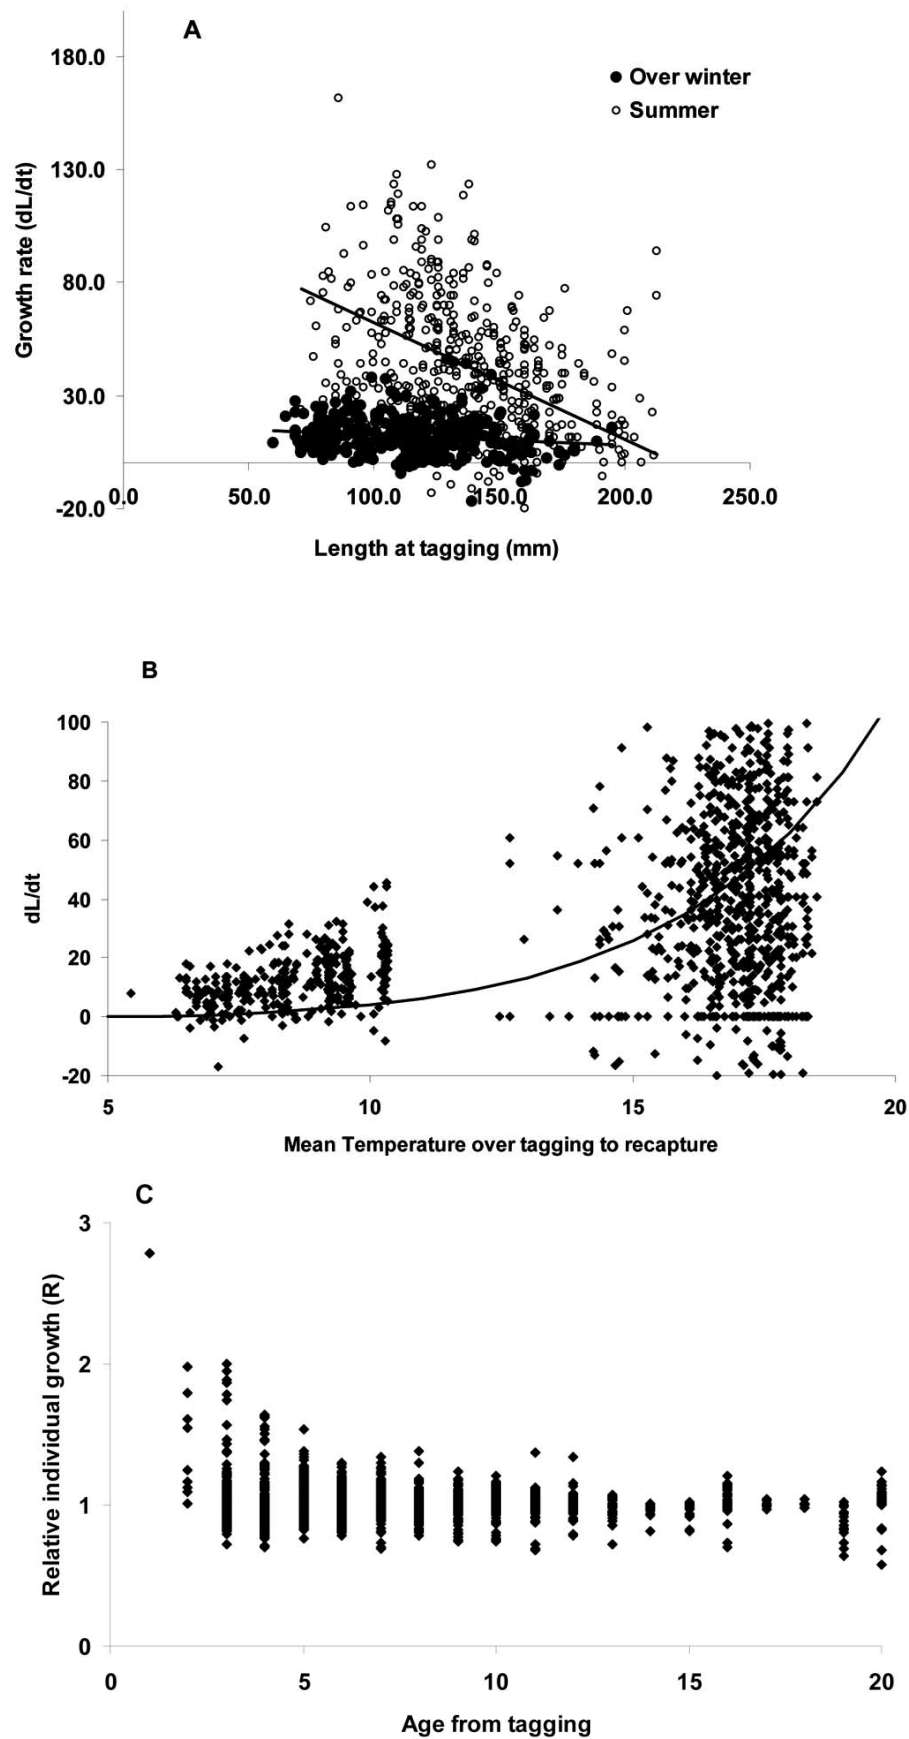 A
180.0
Over winter
Summer
130.0
80.0
30.0
-20.0
0.0 50.0 100.0 150.0 200.0 250.0
Growth rate (dL/dt)
Length at tagging (mm)
B
100
80
60
40
20
0
-20
5 10 15 20
dL/dt
Mean Temperature over tagging to recapture
C
3
2
1
0
0 5 10 15 20
Relative individual growth (R)
Age from tagging